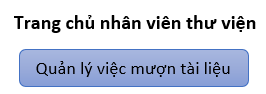 Trang chủ nhân viên thư viện
Quản lý việc mượn tài liệu